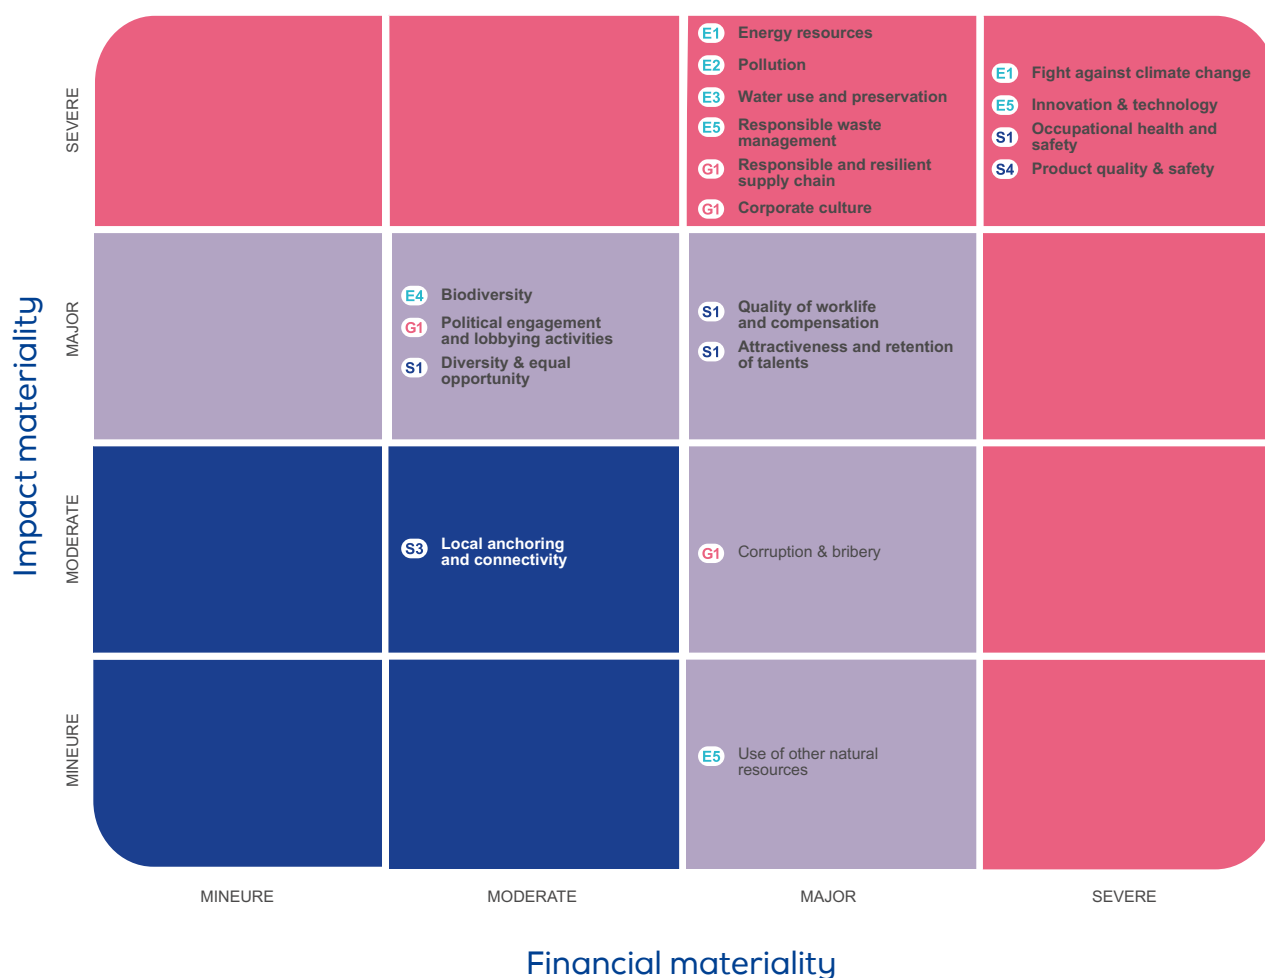 Impact materiality
SEVERE
E1 Energy resources
E2 Pollution
E3 Water use and preservation
E5 Responsible waste
management
G1 Responsible and resilient
supply chain
G1 Corporate culture
E1 Fight against climate change
E5 Innovation & technology
S1 Occupational health and
safety
S4 Product quality & safety
MAJOR
E4 Biodiversity
G1 Political engagement
and lobbying activities
S1 Diversity & equal
opportunity
S1 Quality of worklife
and compensation
S1 Attractiveness and retention
of talents
MODERATE
S3 Local anchoring
and connectivity
G1 Corruption & bribery
MINEURE
E5 Use of other natural
resources
MINEURE
MODERATE
MAJOR
SEVERE
Financial materiality